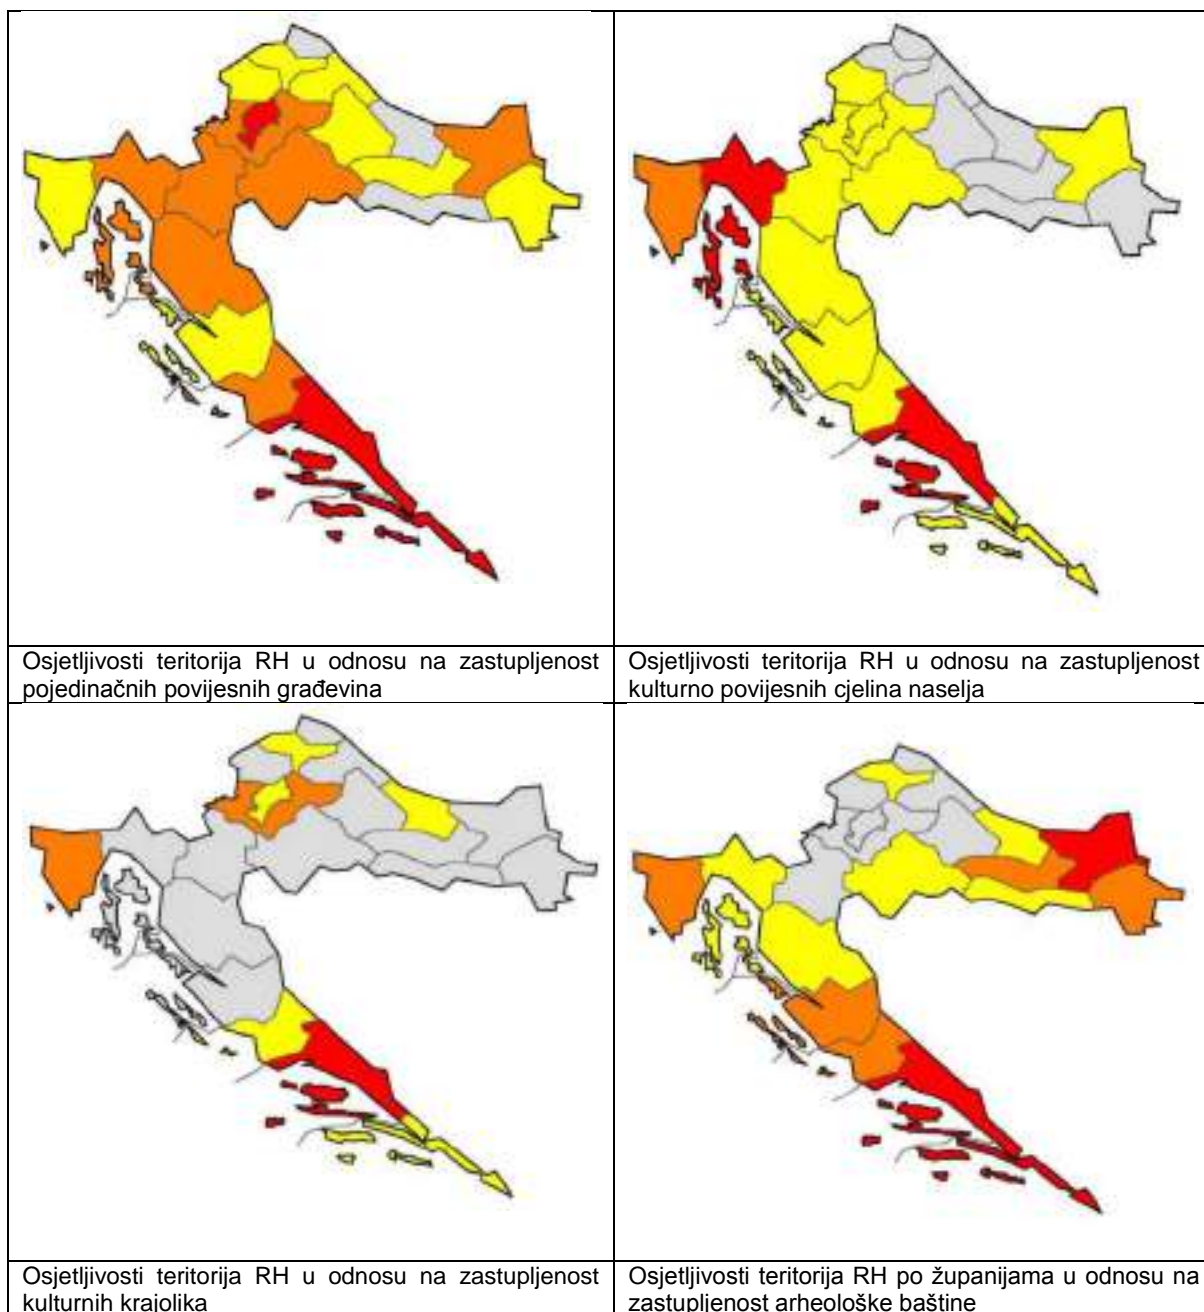 Osjetljivosti teritorija RH u odnosu na zastupljenost
pojedinačnih povijesnih građevina
Osjetljivosti teritorija RH u odnosu na zastupljenost
kulturno povijesnih cjelina naselja
Osjetljivosti teritorija RH u odnosu na zastupljenost
kulturnih krajolika
Osjetljivosti teritorija RH po županijama u odnosu na
zastupljenost arheološke baštine